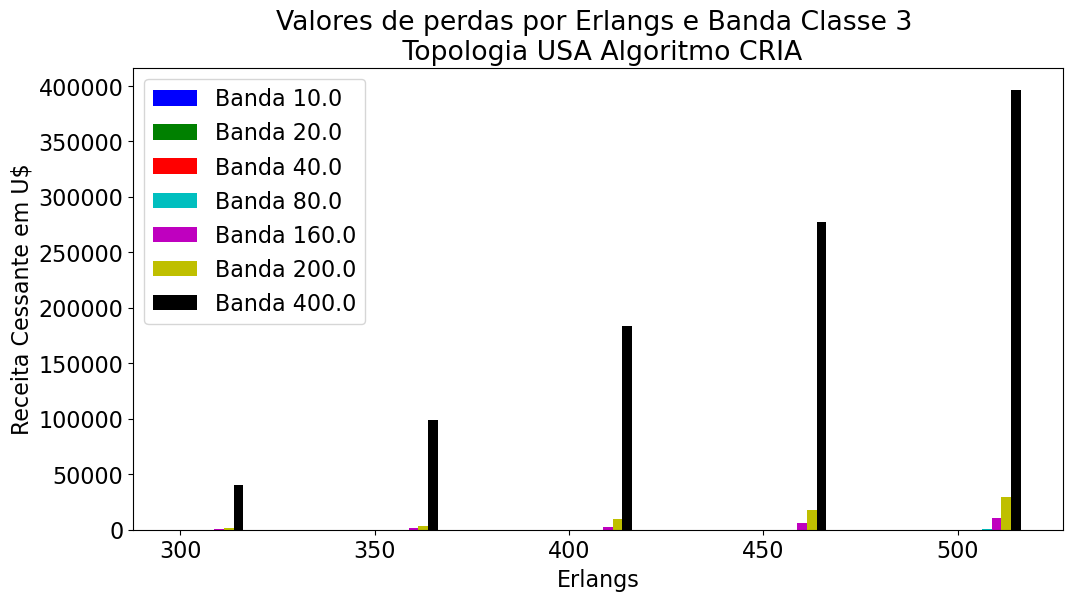 Valores de perdas por Erlangs e Banda Classe 3
Topologia USA Algoritmo CRIA
Receita Cessante em U$
400000
350000
300000
250000
200000
150000
100000
50000
0
Banda 10.0
Banda 20.0
Banda 40.0
Banda 80.0
Banda 160.0
Banda 200.0
Banda 400.0
300
350
400
450
500
Erlangs